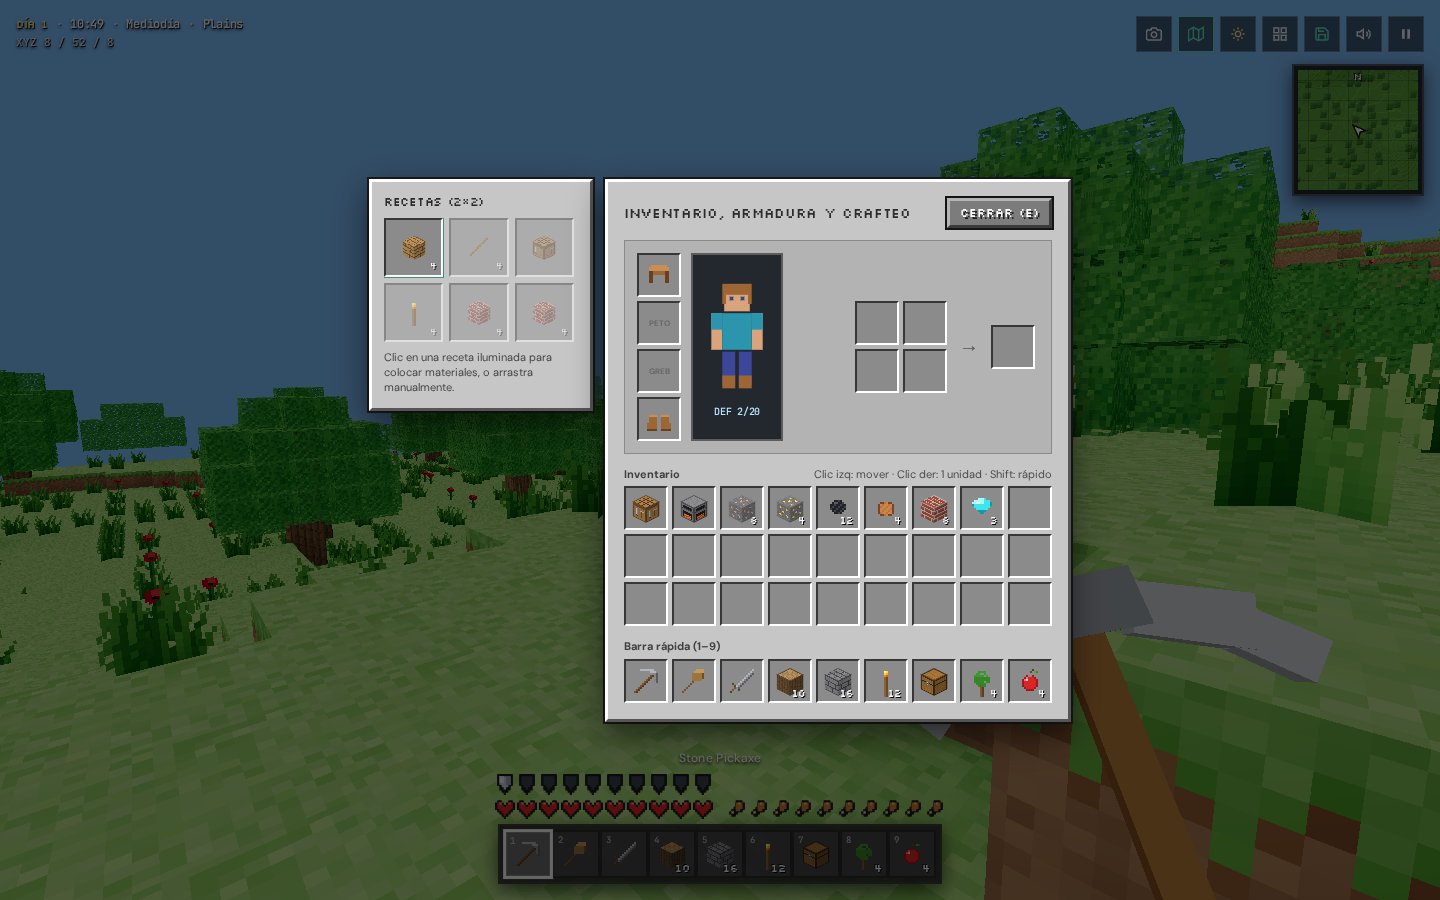 DÍA 1 · 10:49 · Mediodía · Plains
XYZ 8 / 52 / 8
N
RECETAS (2×2)
4
4
4
4
4
Clic en una receta iluminada para
colocar materiales, o arrastra
manualmente.
INVENTARIO, ARMADURA Y CRAFTEO
CERRAR (E)
PETO
GREB
DEF 2/20
→
Inventario
Clic izq: mover · Clic der: 1 unidad · Shift: rápido
6 4 12 4 6 3
Barra rápida (1–9)
10 16 12 4 4
Stone Pickaxe
1 2 3 4 5 6 7 8 9
10 16 12 4 4